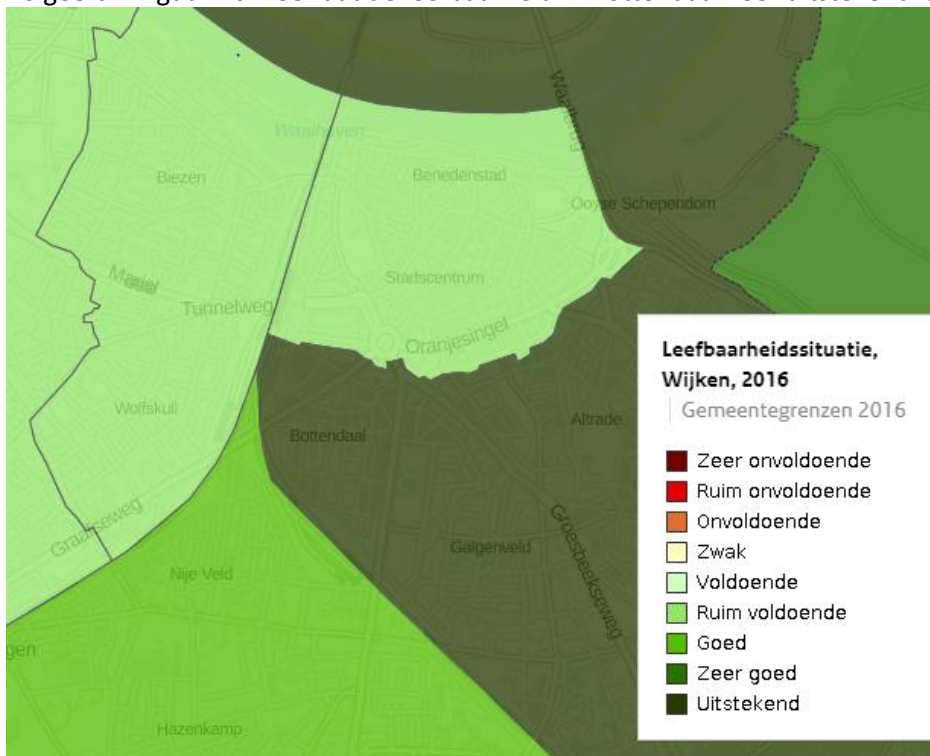 Waalhaven
Waalbrug
Biezen
Benedenstad
Ooyse Schependom
Stadscentrum
Tunnelweg
Oranjesingel
Wolfskuil
Bottendaal
Altrade
Graafseweg
Galgenveld
Groesbeekseweg
Nije Veld
gen
Hazenkamp
Leefbaarheidssituatie,
Wijken, 2016
Gemeentegrenzen 2016
Zeer onvoldoende
Ruim onvoldoende
Onvoldoende
Zwak
Voldoende
Ruim voldoende
Goed
Zeer goed
Uitstekend